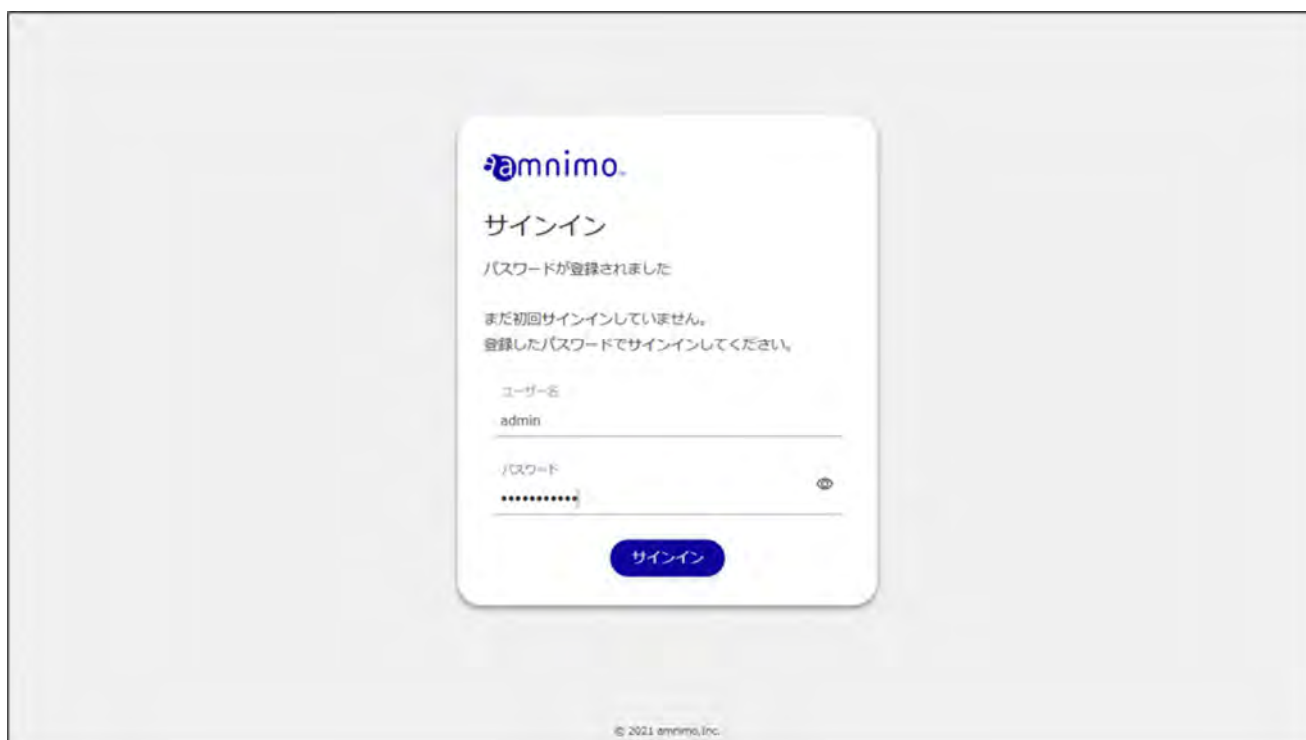 amnimo
サインイン
パスワードが登録されました
まだ初回サインインしていません。
登録したパスワードでサインインしてください。
ユーザー名
admin
パスワード
•••••••••••
サインイン
© 2021 amnimo,Inc.